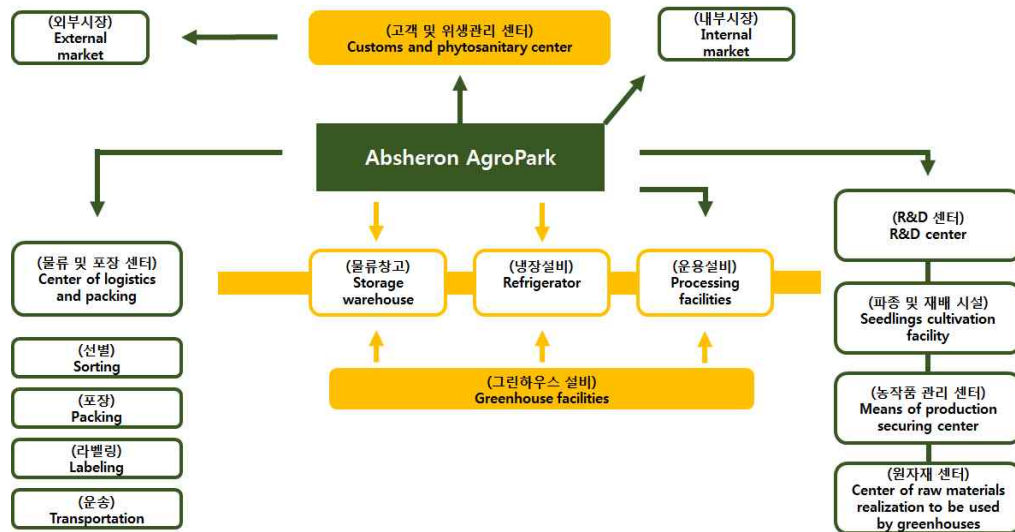 (외부시장)
External
market
(고객 및 위생관리 센터)
Customs and phytosanitary center
(내부시장)
Internal
market
Absheron AgroPark
(물류 및 포장 센터)
Center of logistics
and packing
(선별)
Sorting
(포장)
Packing
(라벨링)
Labeling
(운송)
Transportation
(물류창고)
Storage
warehouse
(냉장설비)
Refrigerator
(운용설비)
Processing
facilities
(그린하우스 설비)
Greenhouse facilities
(R&D 센터)
R&D center
(파종 및 재배 시설)
Seedlings cultivation
facility
(농작품 관리 센터)
Means of production
securing center
(원자재 센터)
Center of raw materials
realization to be used
by greenhouses